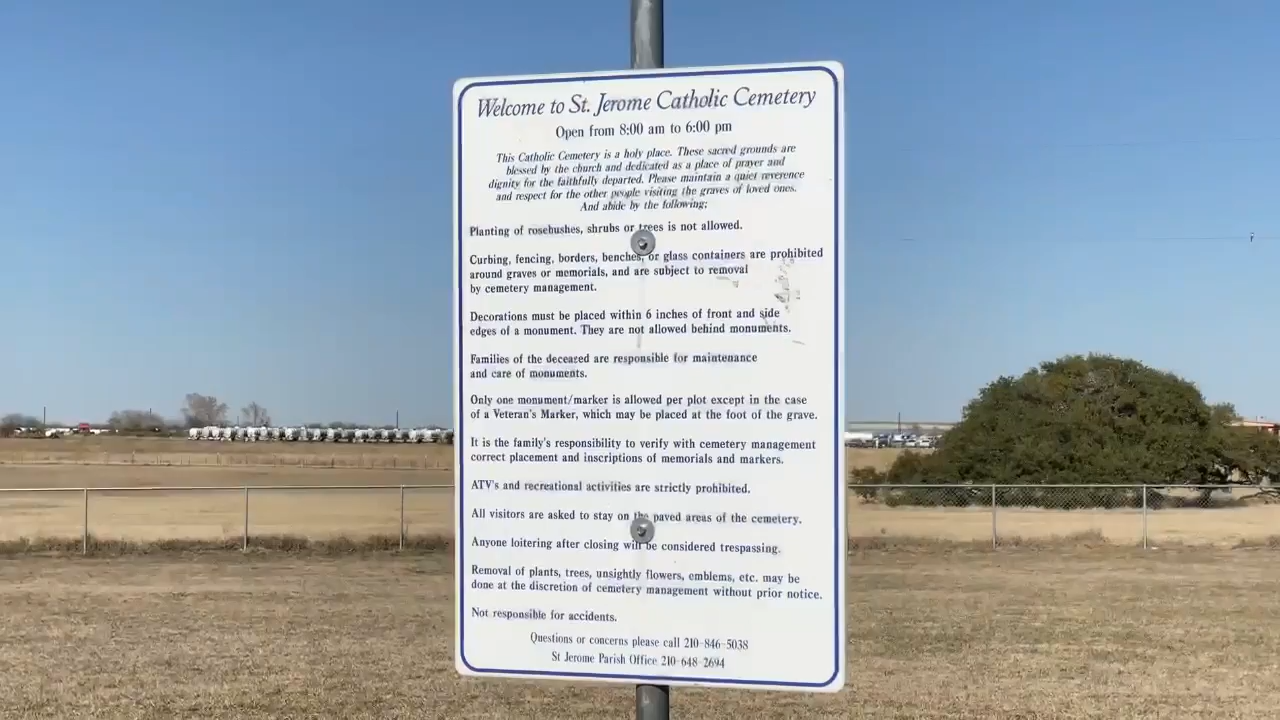 Welcome to St. Jerome Catholic Cemetery
Open from 8:00 am to 6:00 pm
This Catholic Cemetery is a holy place. These sacred grounds are
blessed by the church and dedicated as a place of prayer and
dignity for the faithfully departed. Please maintain a quiet reverence
and respect for the other people visiting the graves of loved ones.
And abide by the following:
Planting of rosebushes, shrubs or trees is not allowed.
Curbing, fencing, borders, benches, or glass containers are prohibited
around graves or memorials, and are subject to removal
by cemetery management.
Decorations must be placed within 6 inches of front and side
edges of a monument. They are not allowed behind monuments.
Families of the deceased are responsible for maintenance
and care of monuments.
Only one monument/marker is allowed per plot except in the case
of a Veteran's Marker, which may be placed at the foot of the grave.
It is the family's responsibility to verify with cemetery management
correct placement and inscriptions of memorials and markers.
ATV's and recreational activities are strictly prohibited.
All visitors are asked to stay on the paved areas of the cemetery.
Anyone loitering after closing will be considered trespassing.
Removal of plants, trees, unsightly flowers, emblems, etc. may be
done at the discretion of cemetery management without prior notice.
Not responsible for accidents.
Questions or concerns please call 210-846-5038
St Jerome Parish Office 210-648-2694